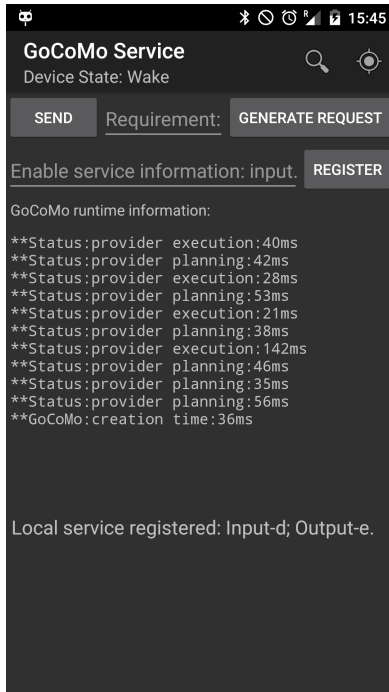 15:45
GoCoMo Service
Device State: Wake
SEND Requirement: GENERATE REQUEST
Enable service information: input. REGISTER
GoCoMo runtime information:
**Status:provider execution:40ms
**Status:provider planning:42ms
**Status:provider execution:28ms
**Status:provider planning:53ms
**Status:provider execution:21ms
**Status:provider planning:38ms
**Status:provider execution:142ms
**Status:provider planning:46ms
**Status:provider planning:35ms
**Status:provider planning:56ms
**GoCoMo:creation time:36ms
Local service registered: Input-d; Output-e.